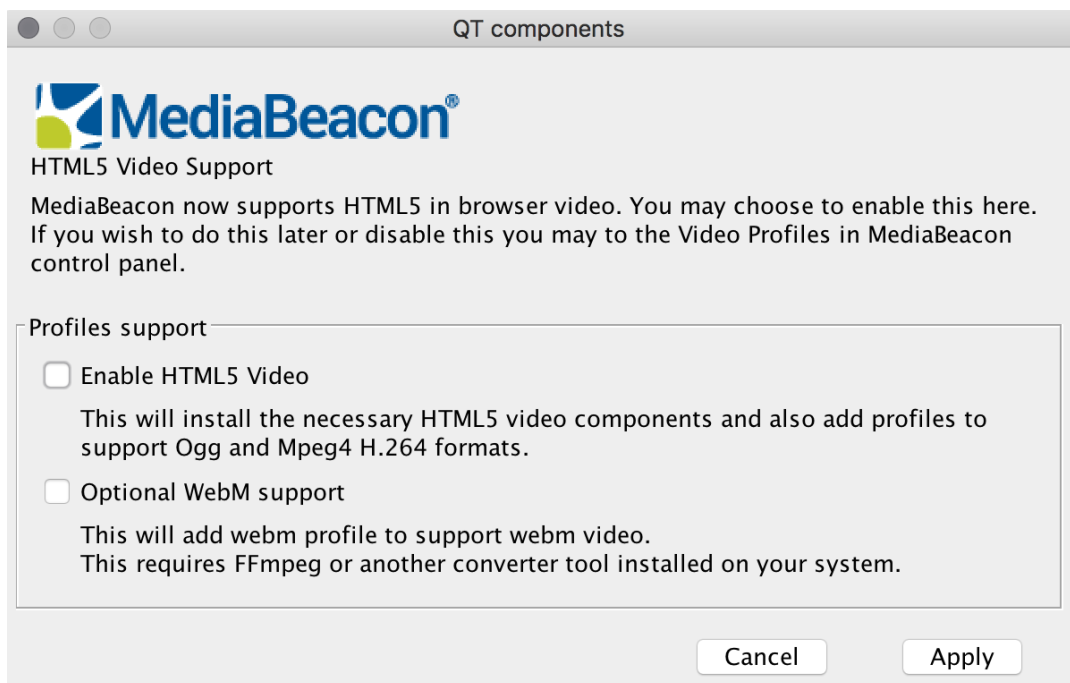 QT components
MediaBeacon®
HTML5 Video Support
MediaBeacon now supports HTML5 in browser video. You may choose to enable this here.
If you wish to do this later or disable this you may to the Video Profiles in MediaBeacon
control panel.
Profiles support
Enable HTML5 Video
This will install the necessary HTML5 video components and also add profiles to
support Ogg and Mpeg4 H.264 formats.
Optional WebM support
This will add webm profile to support webm video.
This requires FFmpeg or another converter tool installed on your system.
Cancel Apply